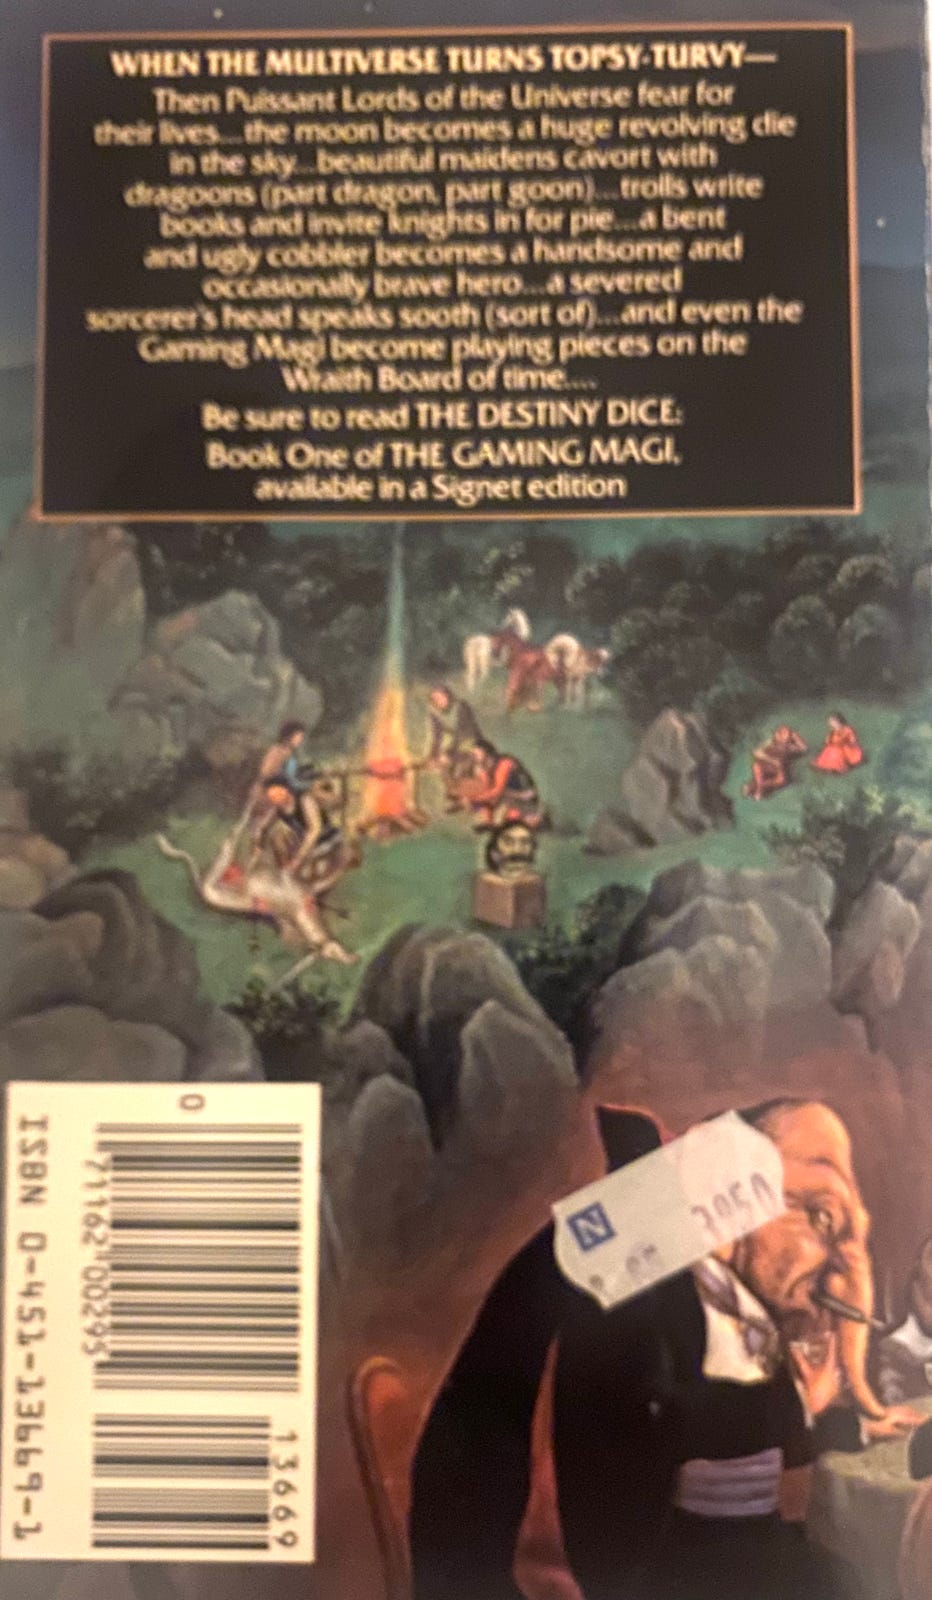 WHEN THE MULTIVERSE TURNS TOPSY-TURVY—
Then Puissant Lords of the Universe fear for
their lives...the moon becomes a huge revolving die
in the sky...beautiful maidens cavort with
dragoons (part dragon, part goon)...trolls write
books and invite knights in for pie...a bent
and ugly cobbler becomes a handsome and
occasionally brave hero...a severed
sorcerer's head speaks sooth (sort of)...and even the
Gaming Magi become playing pieces on the
Wraith Board of time....
Be sure to read THE DESTINY DICE:
Book One of THE GAMING MAGI,
available in a Signet edition
0
71162 00295
13669
ISBN 0-451-13669-1
N